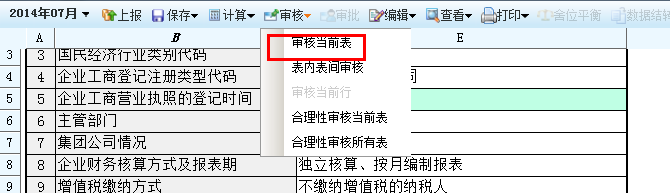 2014年07月 上报 保存 计算 审核 审批 编辑 查看 打印 舍位平衡 数据结转
A B E
3 3 国民经济行业类别代码
审核当前表
4 4 企业工商登记注册类型代码 司
表内表间审核
5 5 企业工商营业执照的登记时间
审核当前行
6 6 主管部门
合理性审核当前表
7 7 集团公司情况
合理性审核所有表
8 8 企业财务核算方式及报表期 独立核算、按月编制报表
9 9 增值税缴纳方式 不缴纳增值税的纳税人